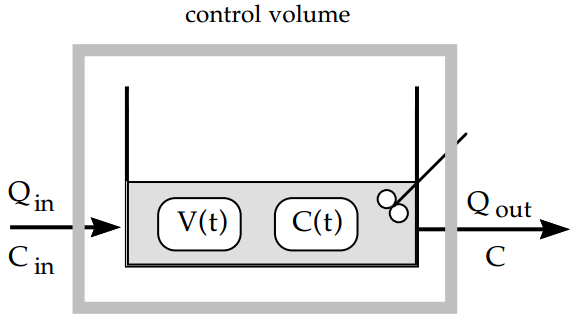 control volume
Q in
V(t)
C(t)
Q out
C in
C